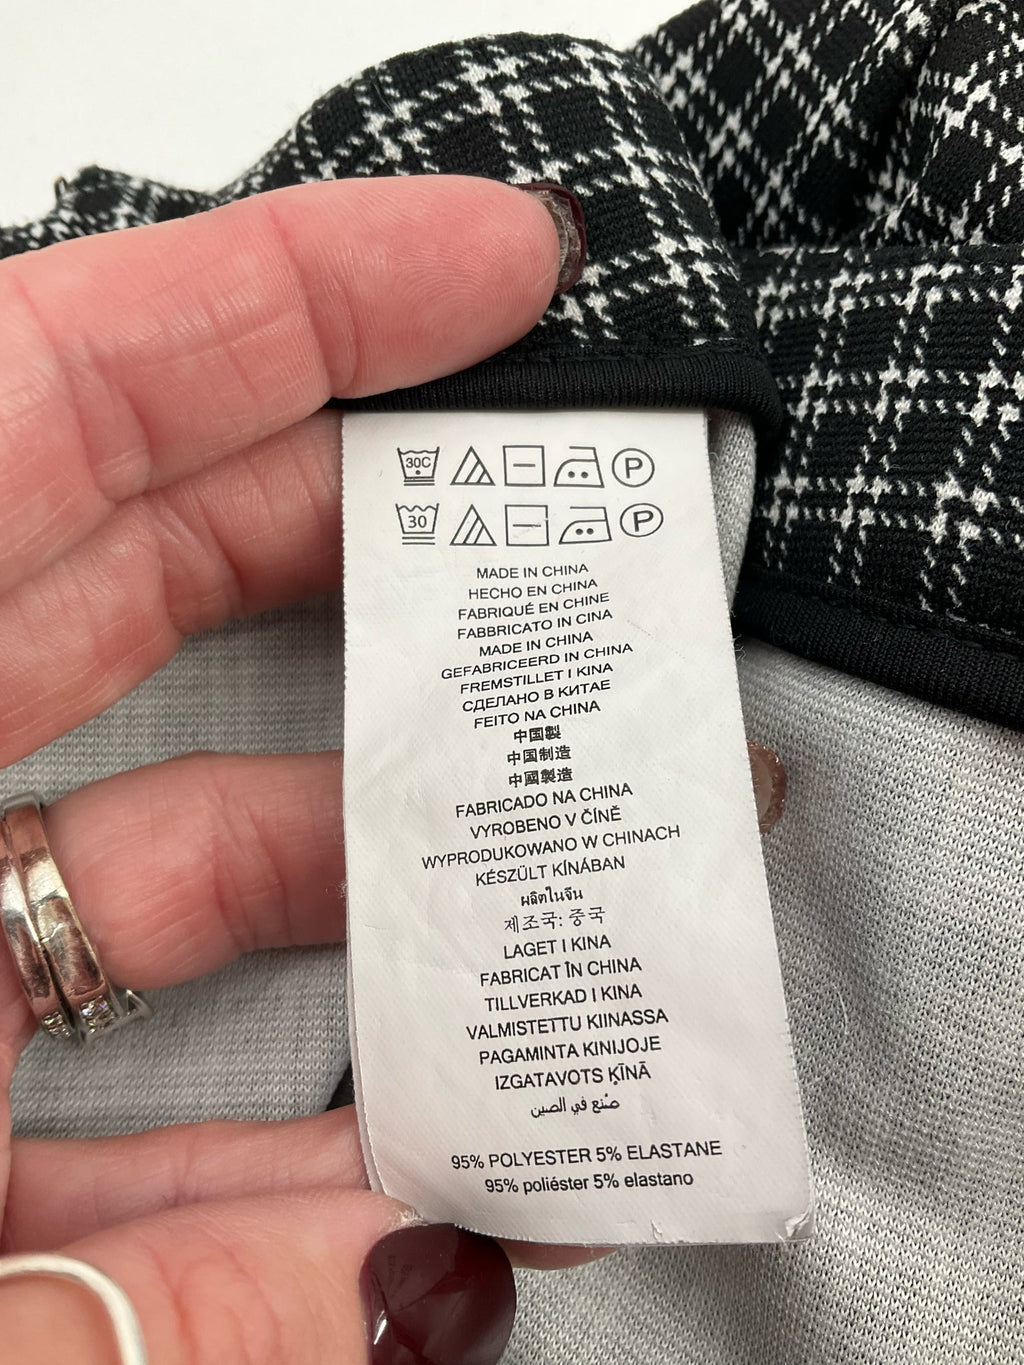 30C P
30 P
MADE IN CHINA
HECHO EN CHINA
FABRIQUÉ EN CHINE
FABBRICATO IN CINA
MADE IN CHINA
GEFABRICEERD IN CHINA
FREMSTILLET I KINA
СДЕЛАНО В КИТАЕ
FEITO NA CHINA
中国製
中国制造
中國製造
FABRICADO NA CHINA
VYROBENO V ČÍNĚ
WYPRODUKOWANO W CHINACH
KÉSZÜLT KÍNÁBAN
ผลิตในจีน
제조국: 중국
LAGET I KINA
FABRICAT ÎN CHINA
TILLVERKAD I KINA
VALMISTETTU KIINASSA
PAGAMINTA KINIJOJE
IZGATAVOTS ĶĪNĀ
صنع في الصين
95% POLYESTER 5% ELASTANE
95% poliéster 5% elastano